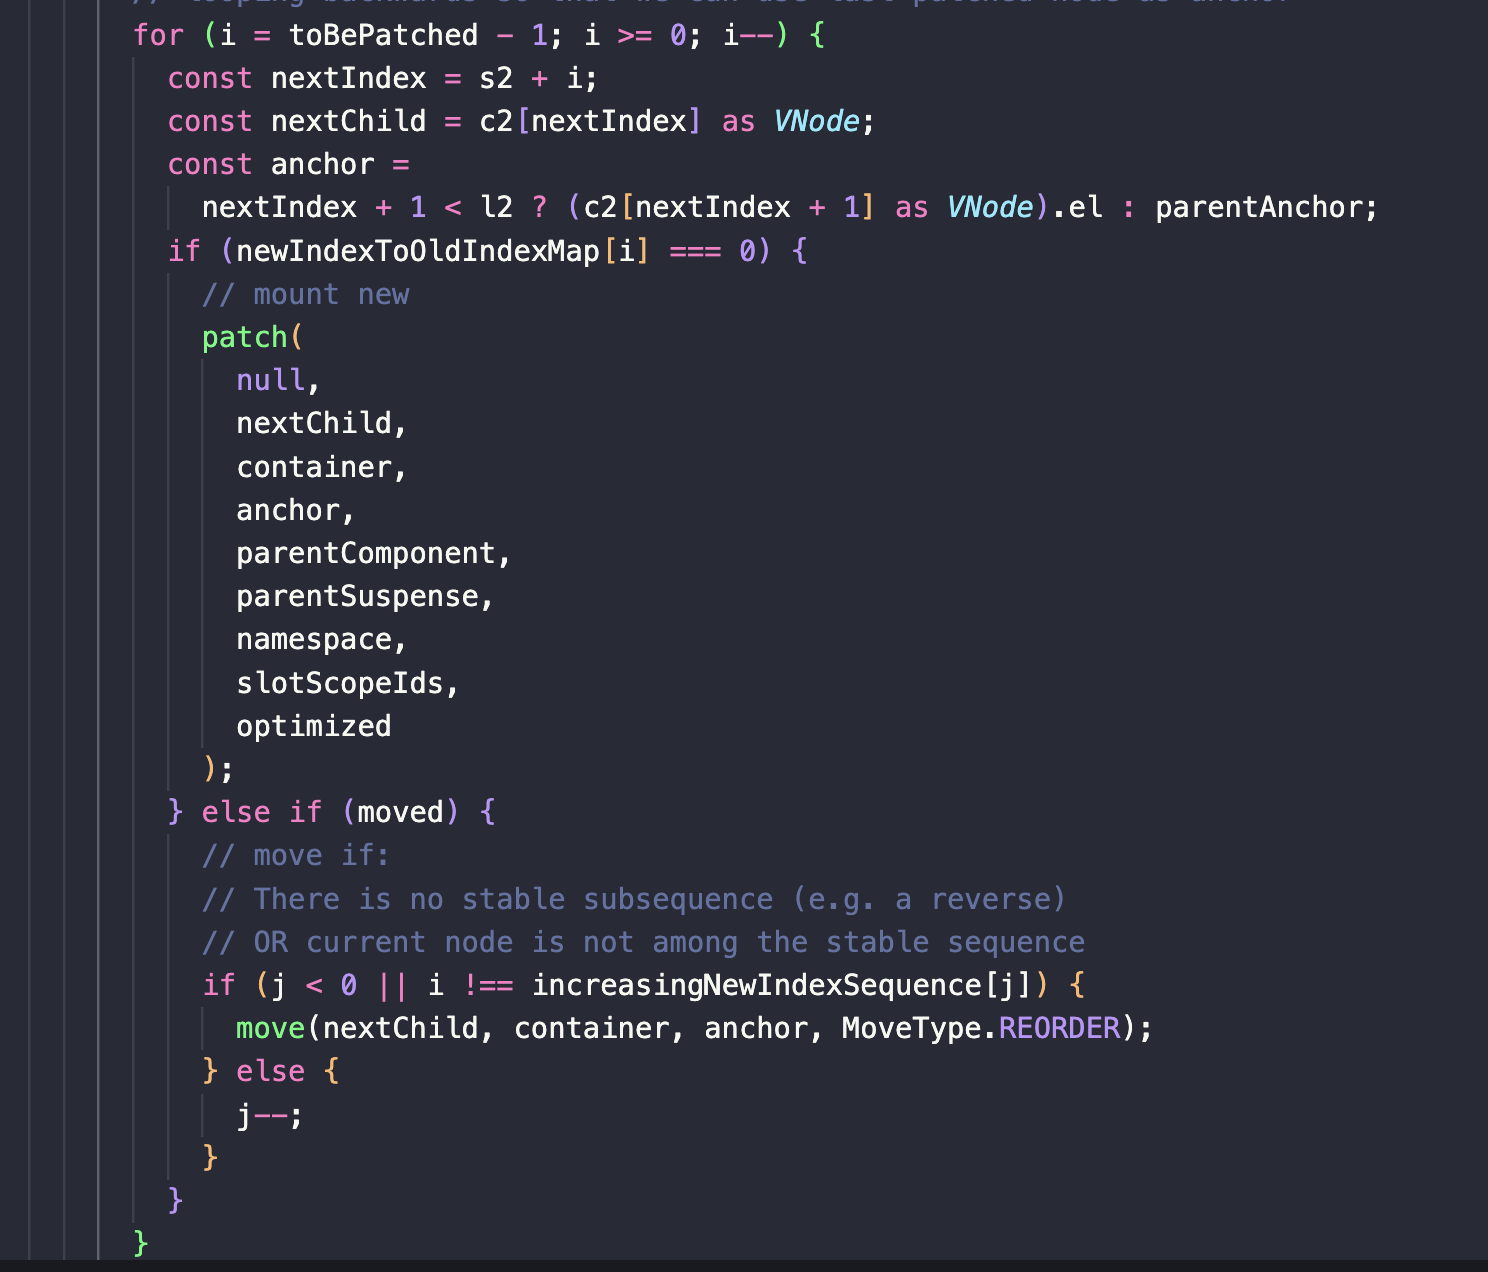 // looping backwards so that we can use last patched node as anchor
for (i = toBePatched - 1; i >= 0; i--) {
const nextIndex = s2 + i;
const nextChild = c2[nextIndex] as VNode;
const anchor =
nextIndex + 1 < l2 ? (c2[nextIndex + 1] as VNode).el : parentAnchor;
if (newIndexToOldIndexMap[i] === 0) {
// mount new
patch(
null,
nextChild,
container,
anchor,
parentComponent,
parentSuspense,
namespace,
slotScopeIds,
optimized
);
} else if (moved) {
// move if:
// There is no stable subsequence (e.g. a reverse)
// OR current node is not among the stable sequence
if (j < 0 || i !== increasingNewIndexSequence[j]) {
move(nextChild, container, anchor, MoveType.REORDER);
} else {
j--;
}
}
}